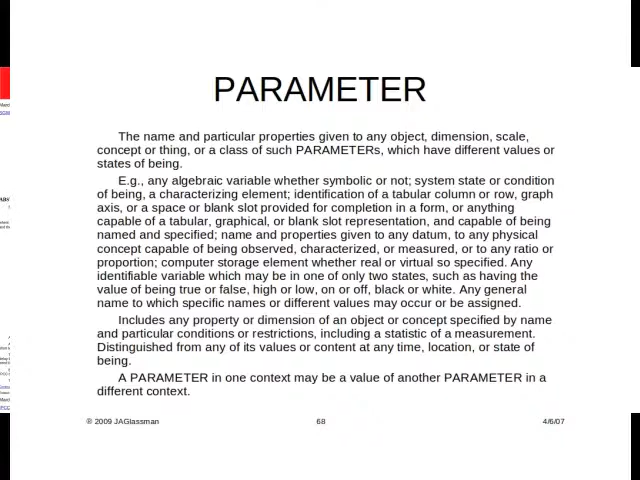 PARAMETER
The name and particular properties given to any object, dimension, scale,
concept or thing, or a class of such PARAMETERs, which have different values or
states of being.
E.g., any algebraic variable whether symbolic or not; system state or condition
of being, a characterizing element; identification of a tabular column or row, graph
axis, or a space or blank slot provided for completion in a form, or anything
capable of a tabular, graphical, or blank slot representation, and capable of being
named and specified; name and properties given to any datum, to any physical
concept capable of being observed, characterized, or measured, or to any ratio or
proportion; computer storage element whether real or virtual so specified. Any
identifiable variable which may be in one of only two states, such as having the
value of being true or false, high or low, on or off, black or white. Any general
name to which specific names or different values may occur or be assigned.
Includes any property or dimension of an object or concept specified by name
and particular conditions or restrictions, including a statistic of a measurement.
Distinguished from any of its values or content at any time, location, or state of
being.
A PARAMETER in one context may be a value of another PARAMETER in a
different context.
® 2009 JAGlassman 68 4/6/07